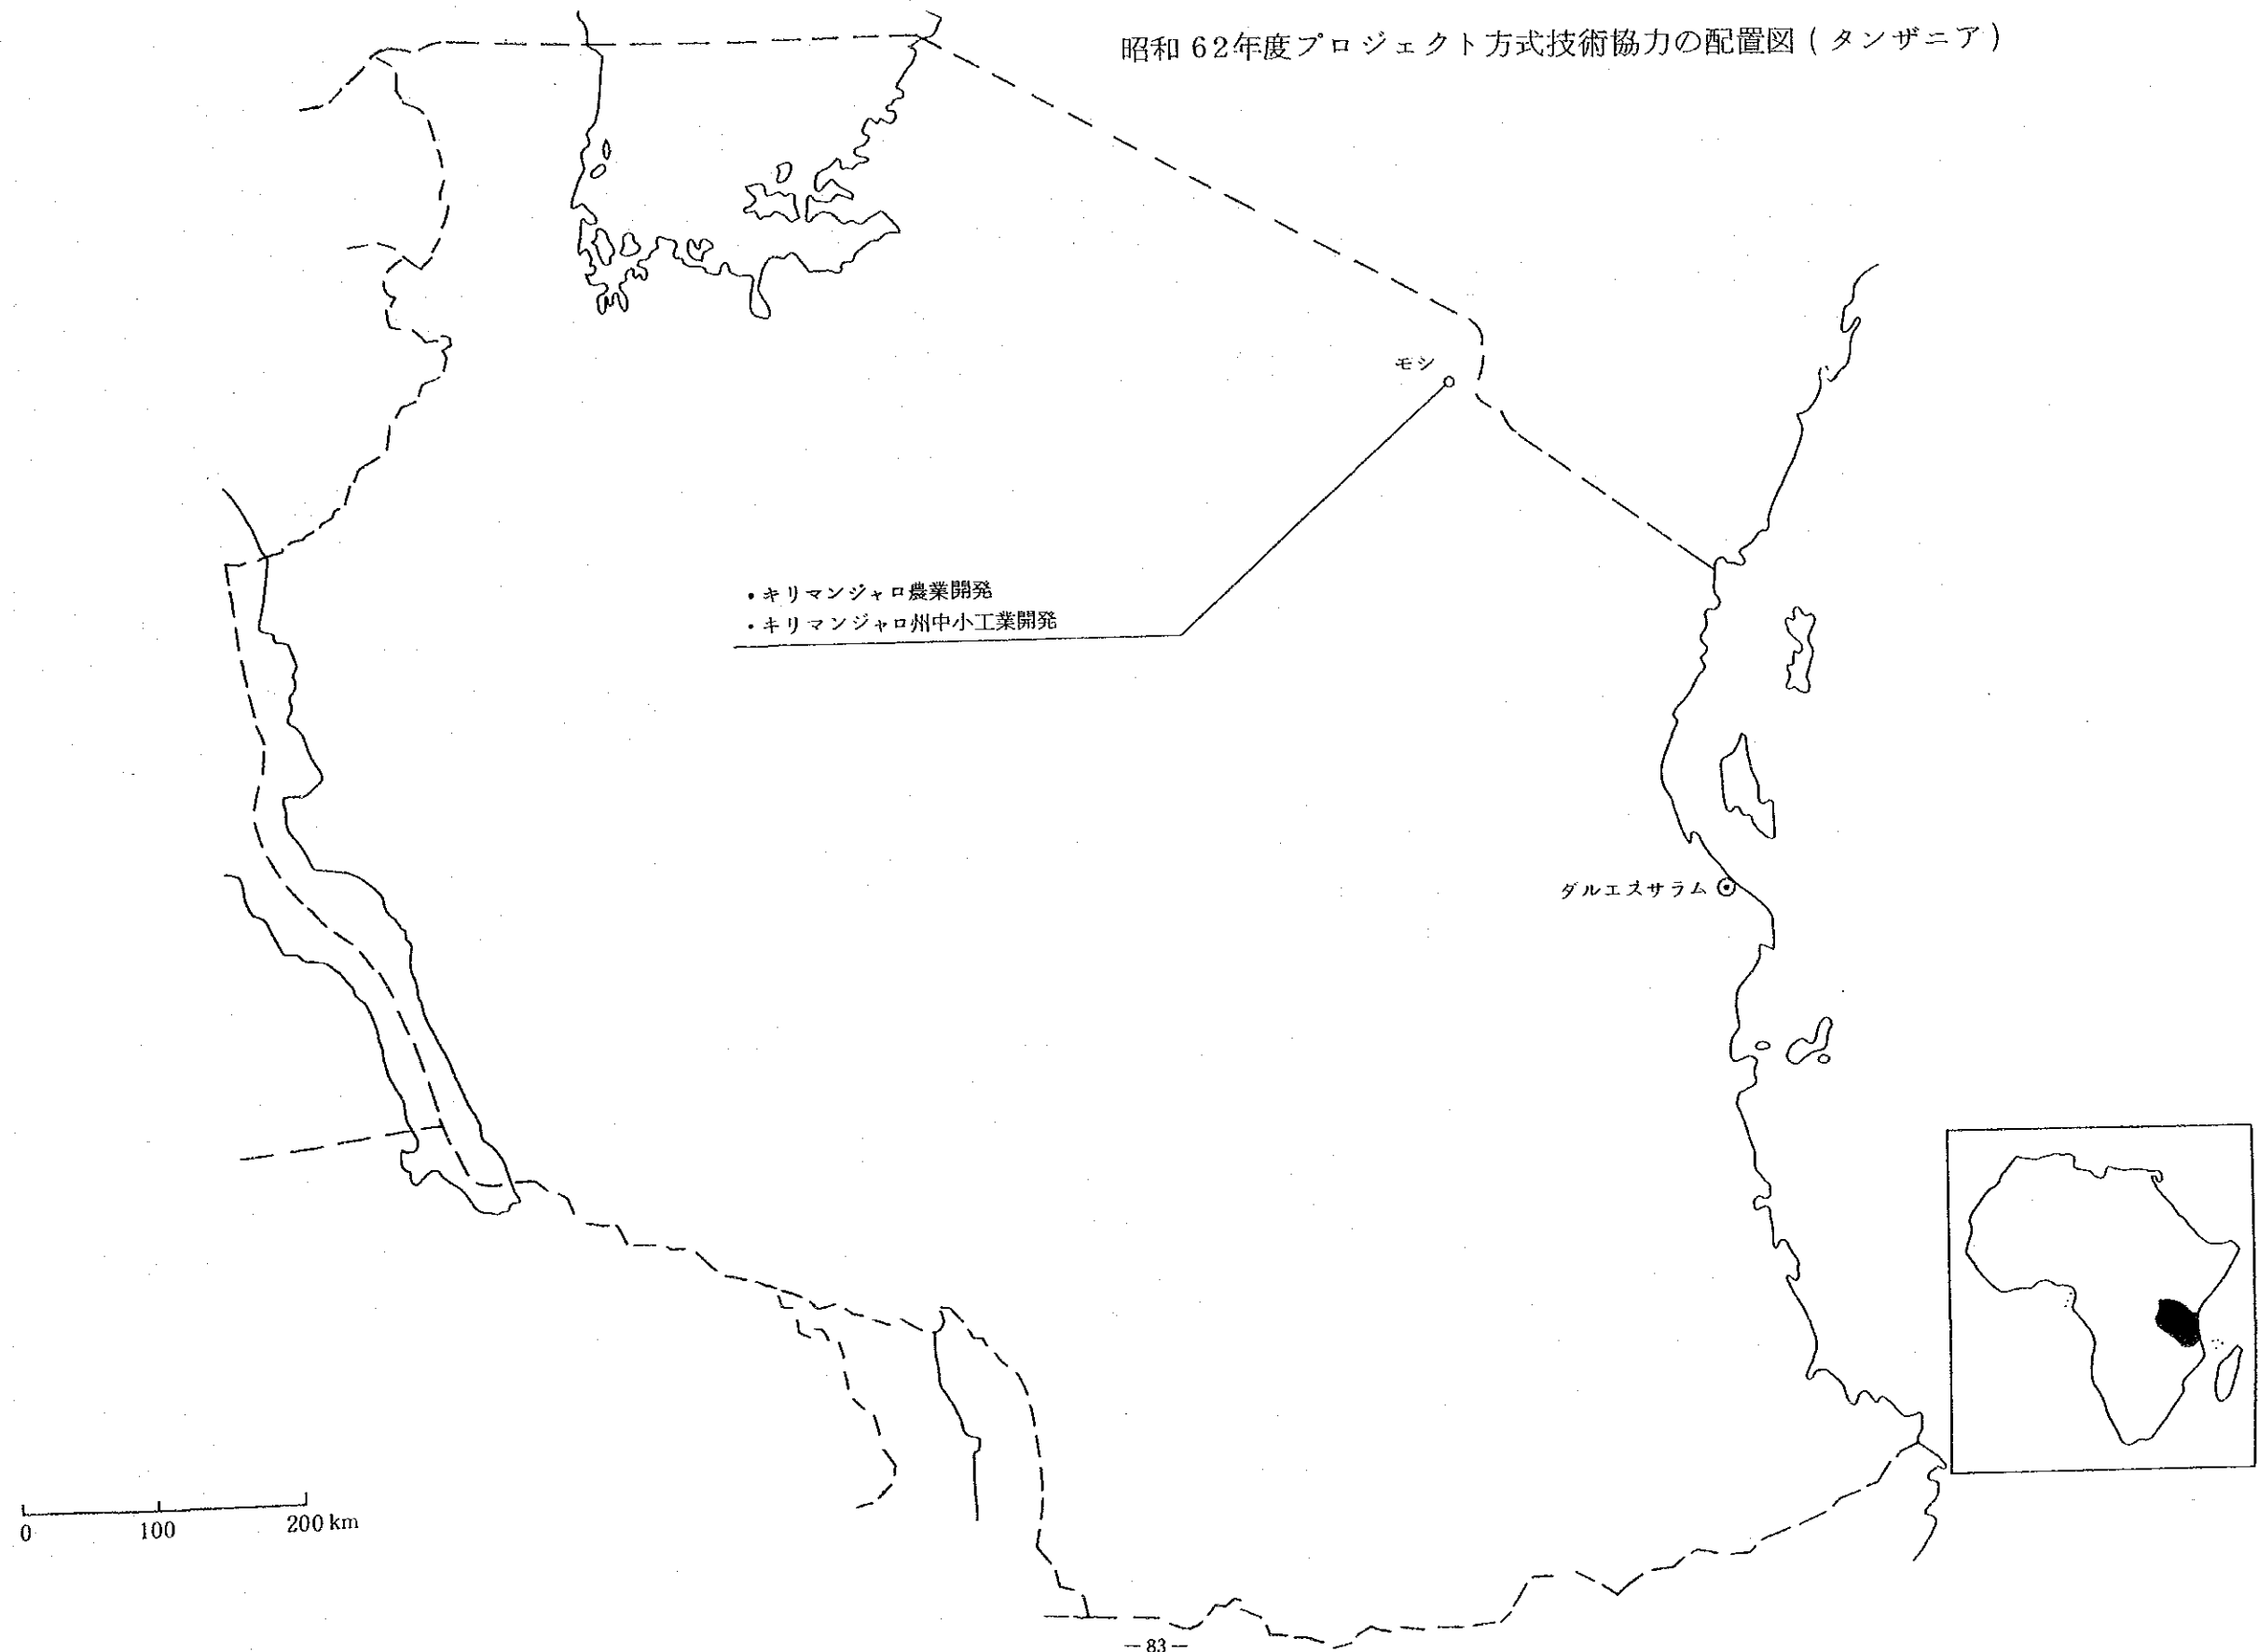 昭和62年度プロジェクト方式技術協力の配置図(タンザニア)
モシ
・キリマンジャロ農業開発
・キリマンジャロ州中小工業開発
ダルエスサラム
0 100 200km
—83—